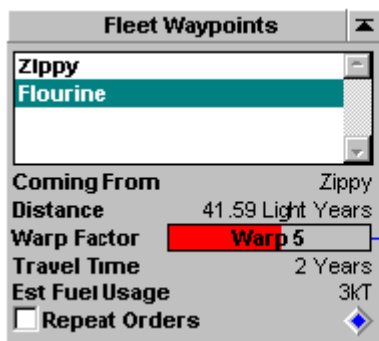 Fleet Waypoints
Zippy
Flourine
Coming From Zippy
Distance 41.59 Light Years
Warp Factor Warp 5
Travel Time 2 Years
Est Fuel Usage 3kT
Repeat Orders